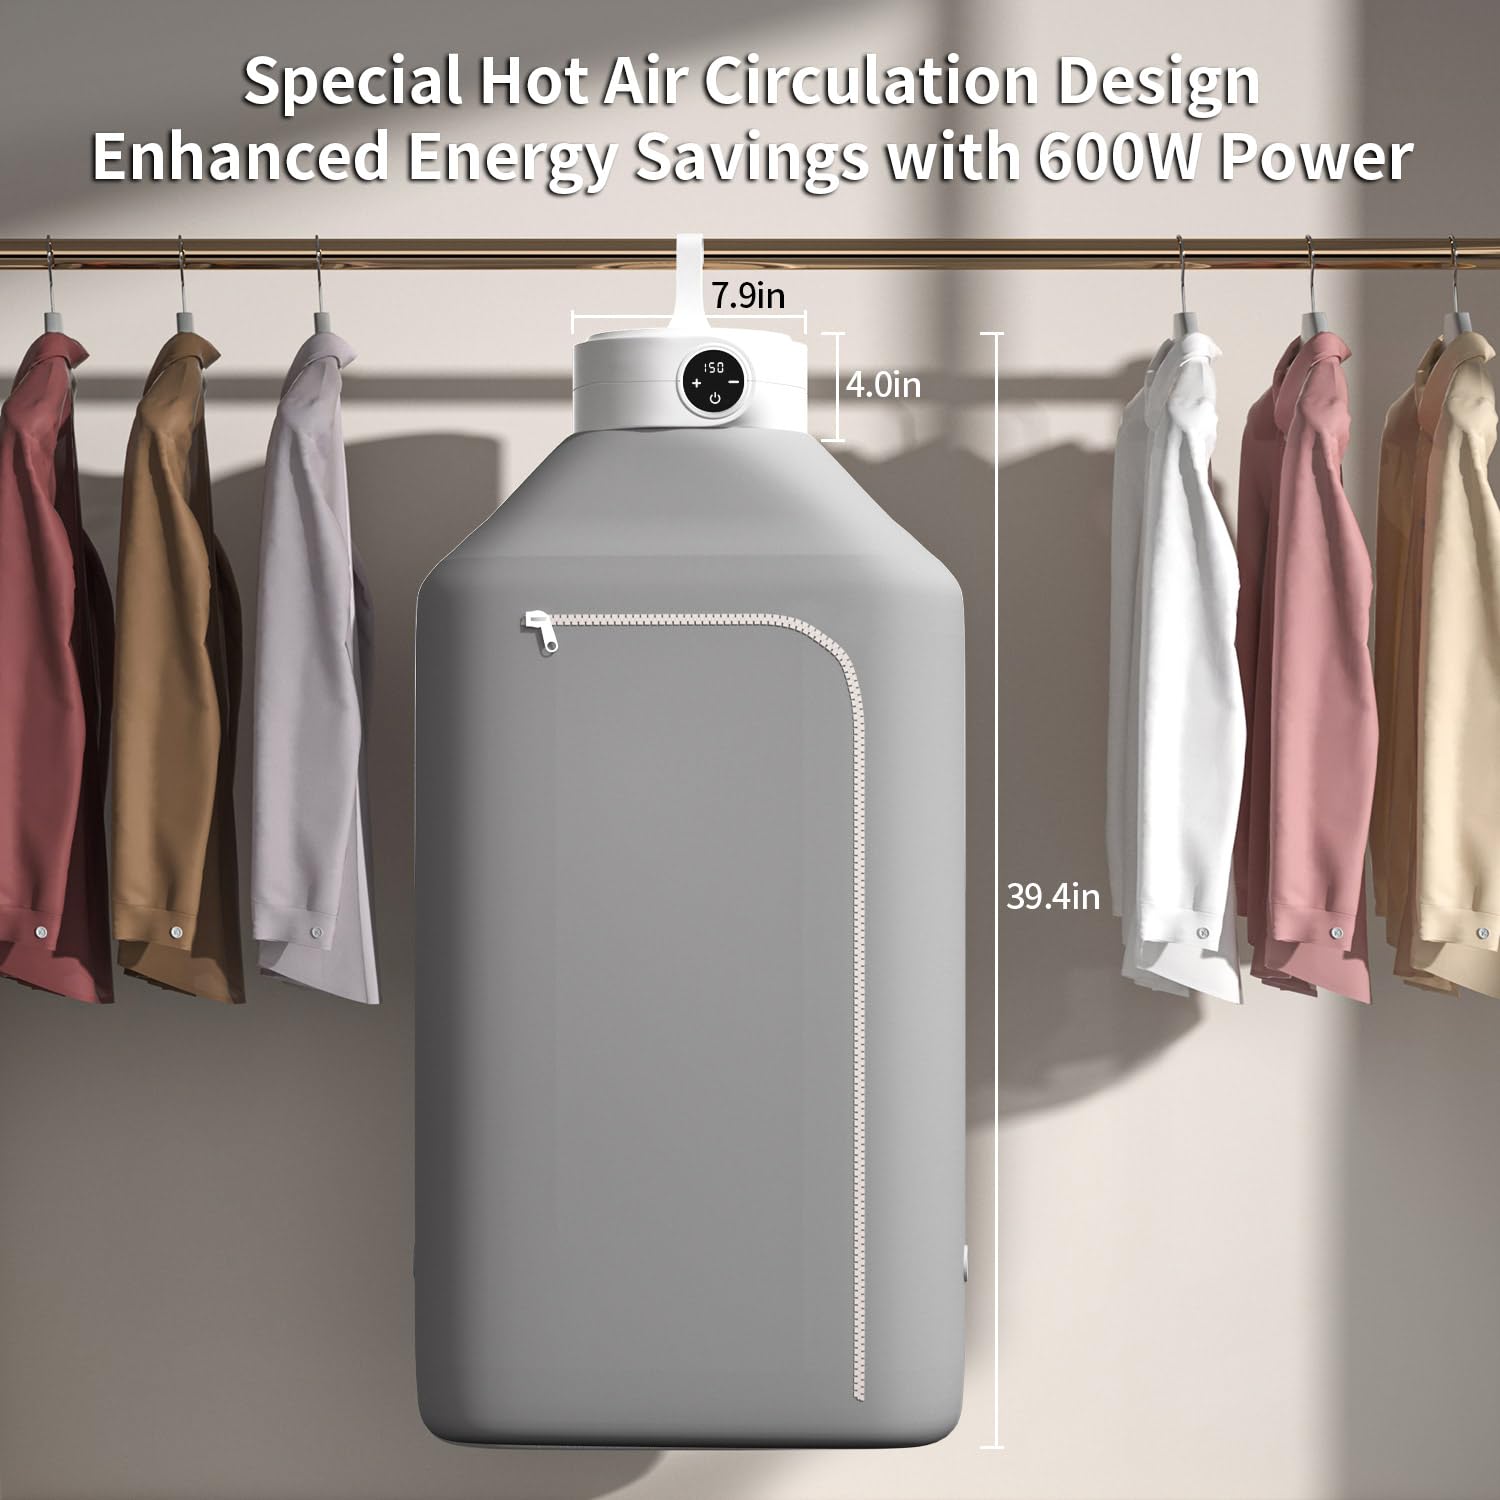 Special Hot Air Circulation Design
Enhanced Energy Savings with 600W Power
7.9in
150
+ −
4.0in
39.4in